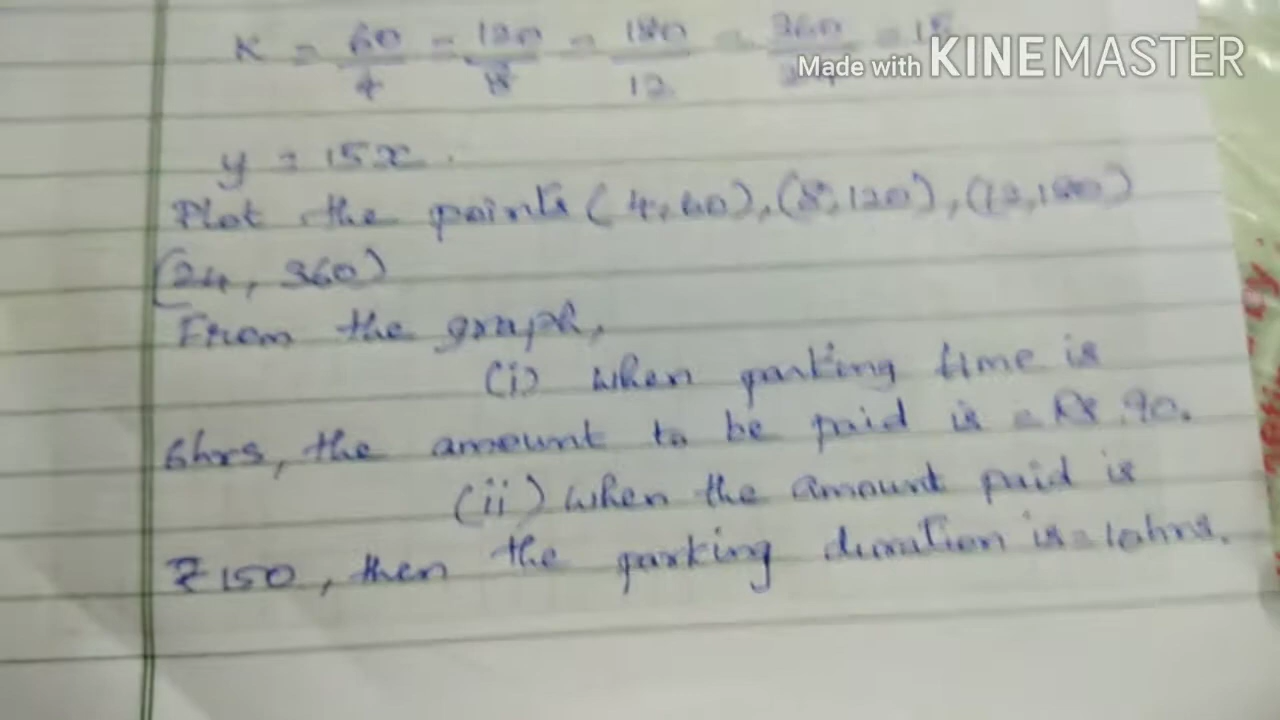 K = 60/4 = 120/8 = 180/12 = 360/24 = 15
Made with KINEMASTER
y = 15x.
Plot the points (4,60), (8,120), (12,180)
(24, 360)
From the graph,
(i) when parking time is
6hrs, the amount to be paid is = Rs.90.
(ii) when the amount paid is
₹150, then the parking duration is = 10hrs.